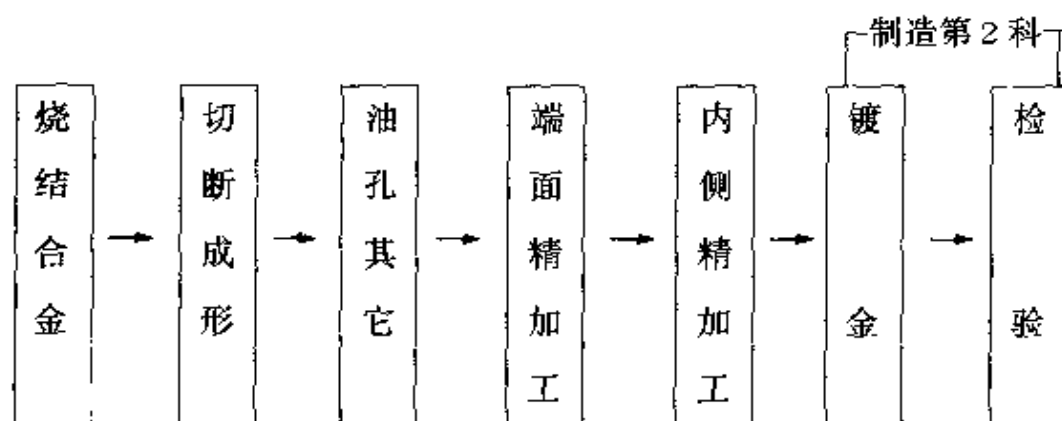 制造第2科
烧结合金
切断成形
油孔其它
端面精加工
内侧精加工
镀金
检验